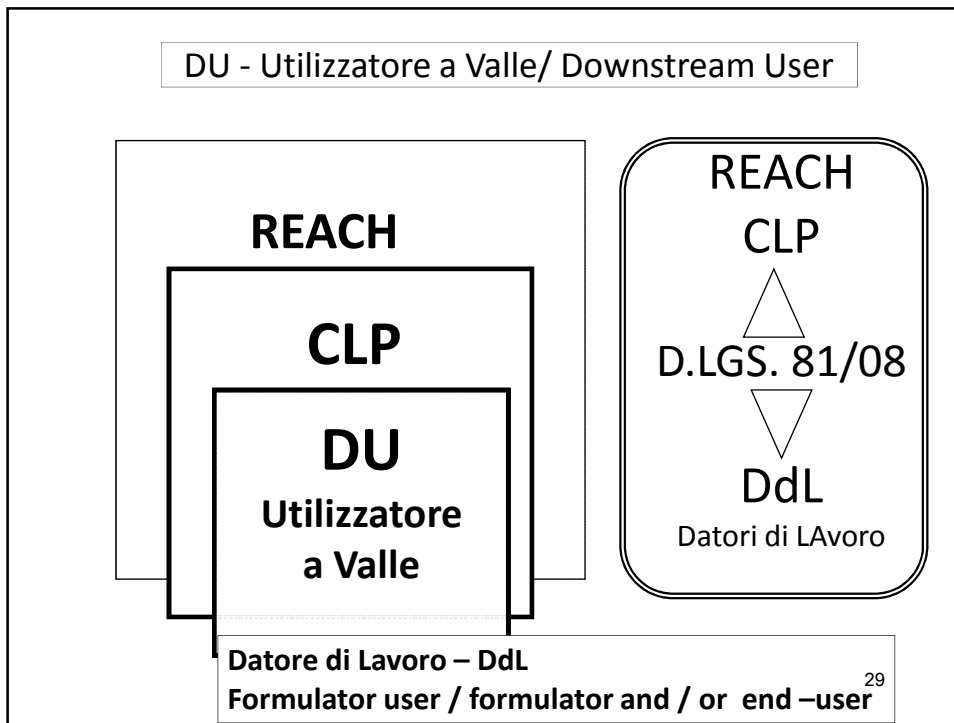 DU - Utilizzatore a Valle/ Downstream User
REACH
CLP
DU
Utilizzatore
a Valle
REACH
CLP
D.LGS. 81/08
DdL
Datori di LAvoro
Datore di Lavoro – DdL
Formulator user / formulator and / or end –user
29